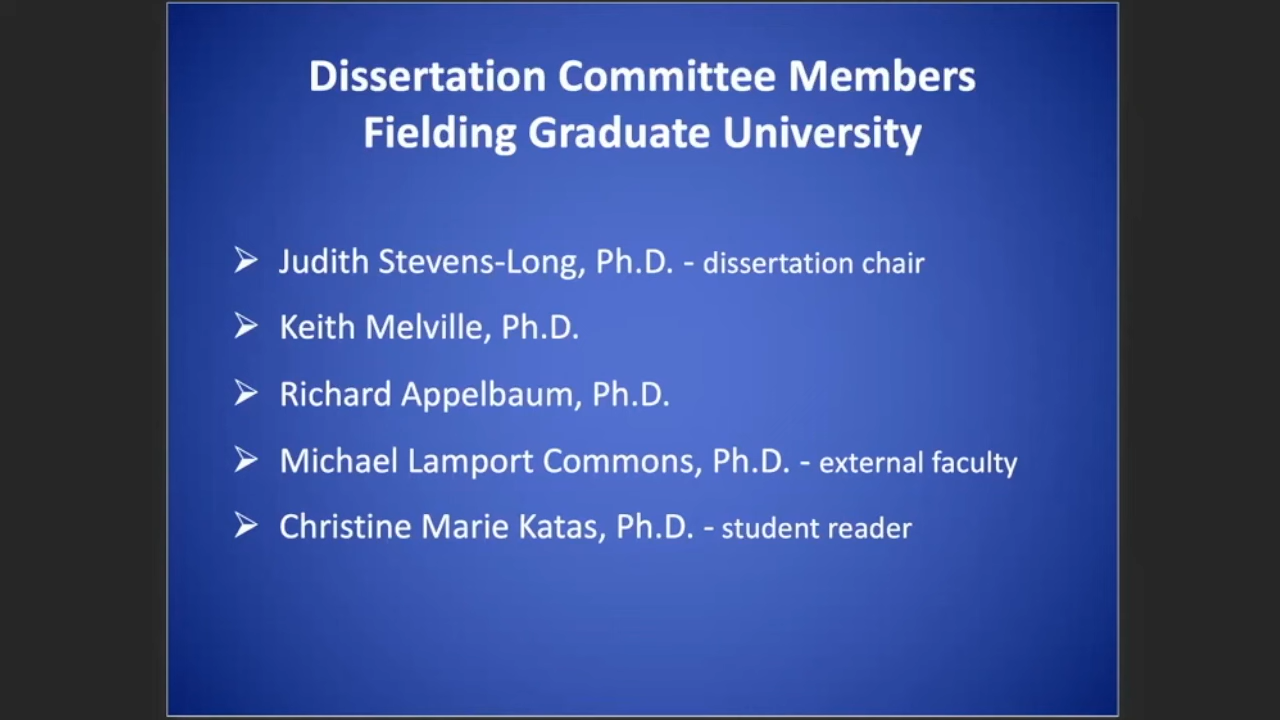 Dissertation Committee Members
Fielding Graduate University
➢ Judith Stevens-Long, Ph.D. - dissertation chair
➢ Keith Melville, Ph.D.
➢ Richard Appelbaum, Ph.D.
➢ Michael Lamport Commons, Ph.D. - external faculty
➢ Christine Marie Katas, Ph.D. - student reader